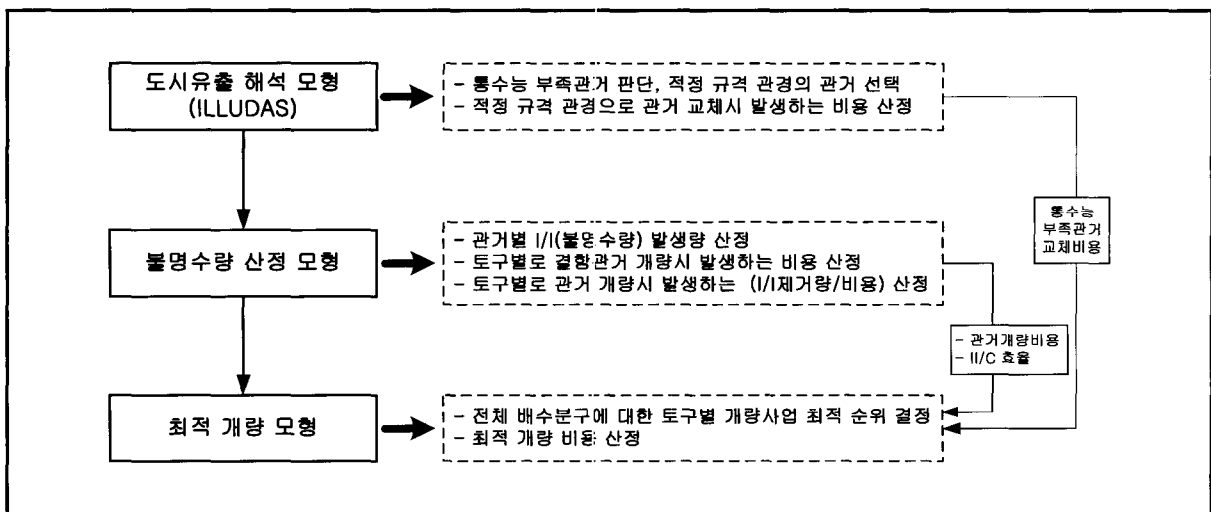 도시유출 해석 모형
(ILLUDAS)
- 통수능 부족관거 판단, 적정 규격 관경의 관거 선택
- 적정 규격 관경으로 관거 교체시 발생하는 비용 산정
통수능
부족관거
교체비용
불명수량 산정 모형
- 관거별 I/I(불명수량) 발생량 산정
- 토구별로 결함관거 개량시 발생하는 비용 산정
- 토구별로 관거 개량시 발생하는 (I/I제거량/비용) 산정
- 관거개량비용
- II/C 효율
최적 개량 모형
- 전체 배수분구에 대한 토구별 개량사업 최적 순위 결정
- 최적 개량 비용 산정